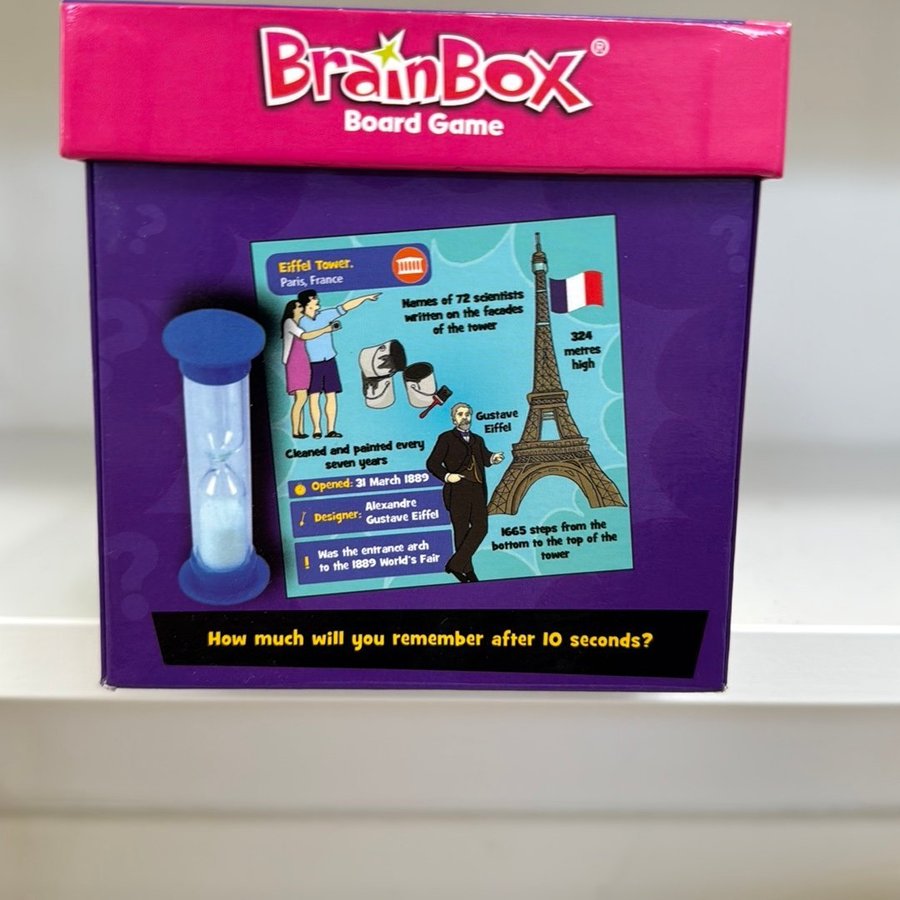 BrainBox®
Board Game
Eiffel Tower.
Paris, France
Names of 72 scientists
written on the facades
of the tower
324
metres
high
Gustave
Eiffel
Cleaned and painted every
seven years
Opened: 31 March 1889
Designer: Alexandre
Gustave Eiffel
! Was the entrance arch
to the 1889 World's Fair
1665 steps from the
bottom to the top of the
tower
How much will you remember after 10 seconds?